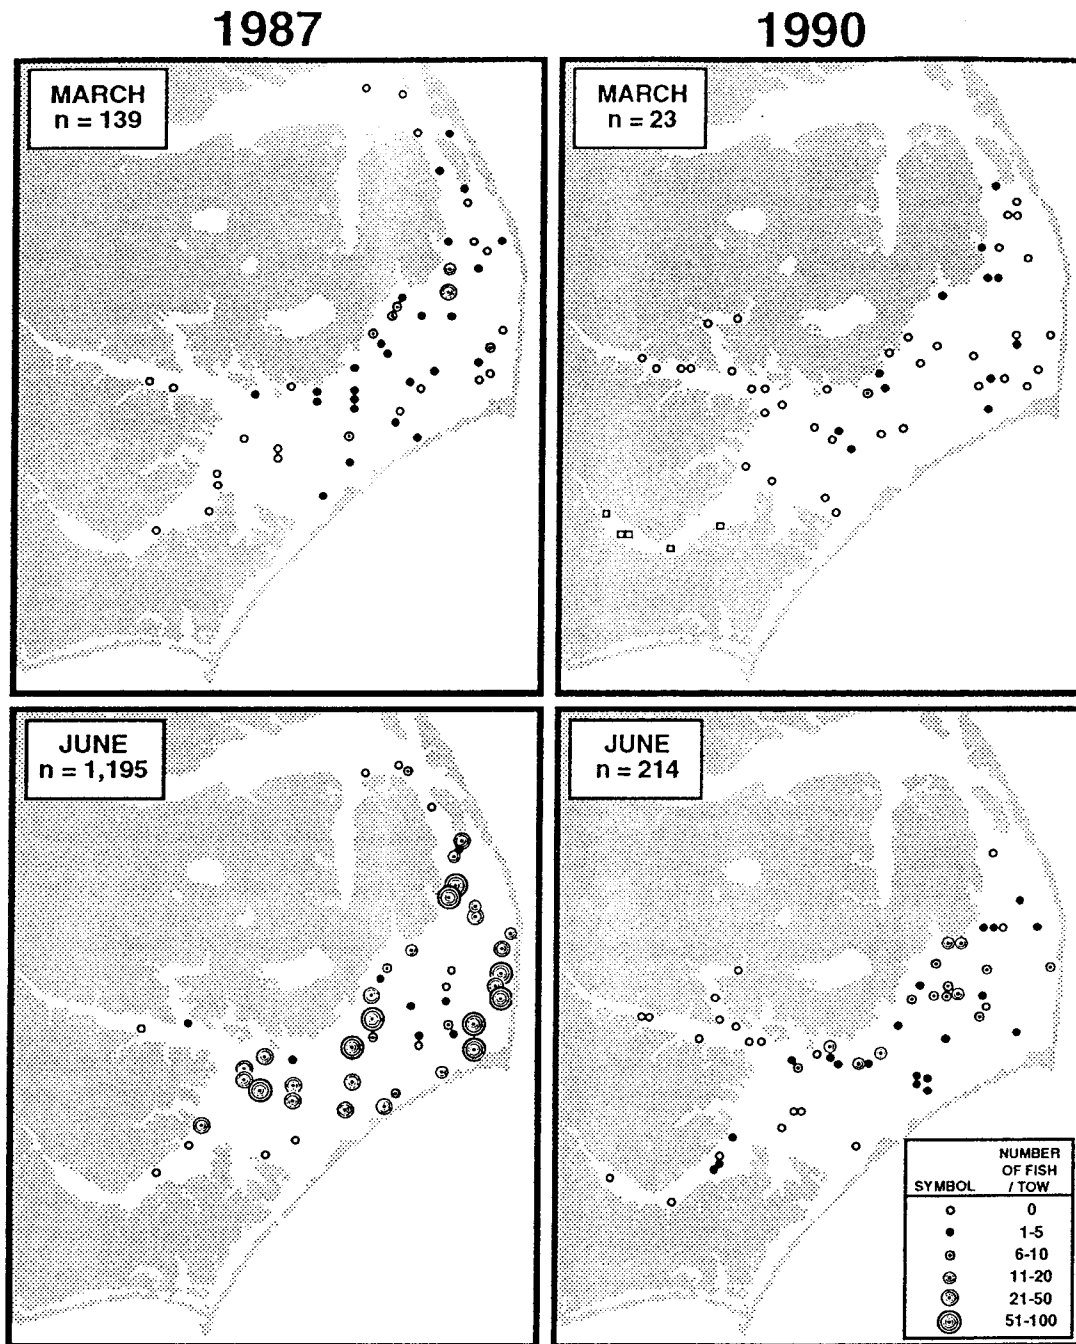 1987
1990
MARCH
n = 139
MARCH
n = 23
JUNE
n = 1,195
JUNE
n = 214
NUMBER
OF FISH
SYMBOL / TOW
0
1-5
6-10
11-20
21-50
51-100